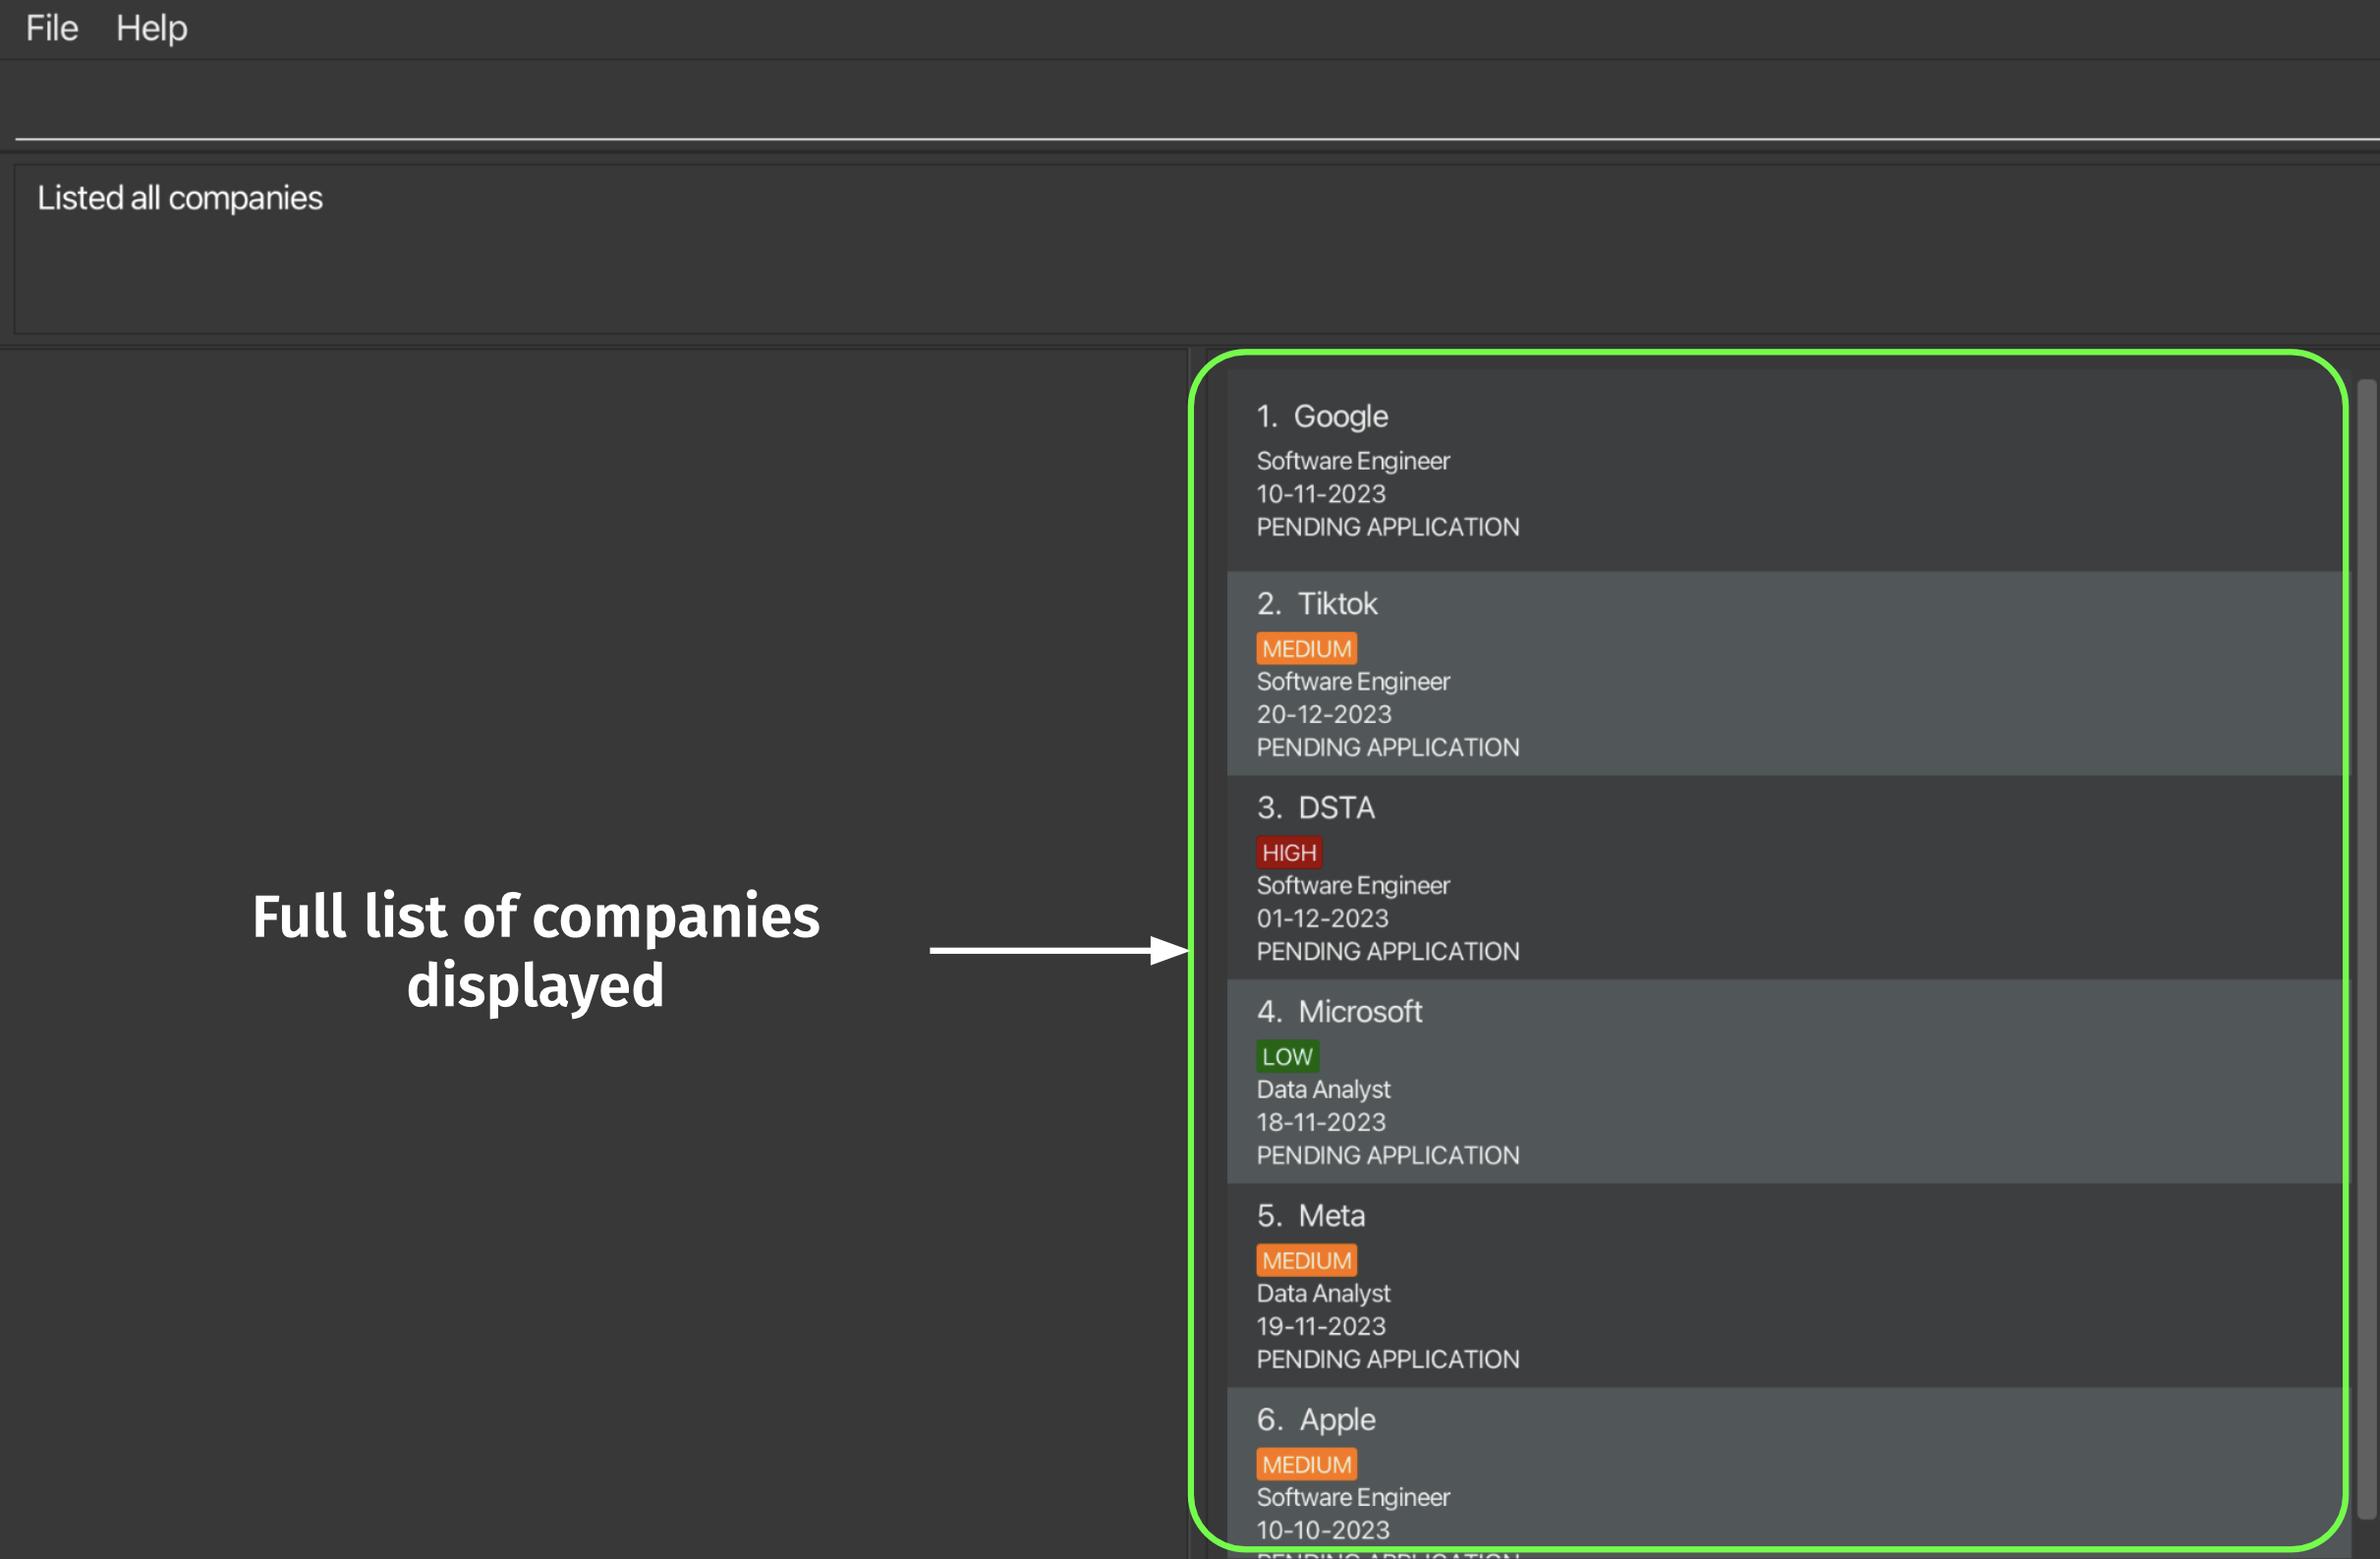 File Help
Listed all companies
Full list of companies
displayed
1. Google
Software Engineer
10-11-2023
PENDING APPLICATION
2. Tiktok
MEDIUM
Software Engineer
20-12-2023
PENDING APPLICATION
3. DSTA
HIGH
Software Engineer
01-12-2023
PENDING APPLICATION
4. Microsoft
LOW
Data Analyst
18-11-2023
PENDING APPLICATION
5. Meta
MEDIUM
Data Analyst
19-11-2023
PENDING APPLICATION
6. Apple
MEDIUM
Software Engineer
10-10-2023